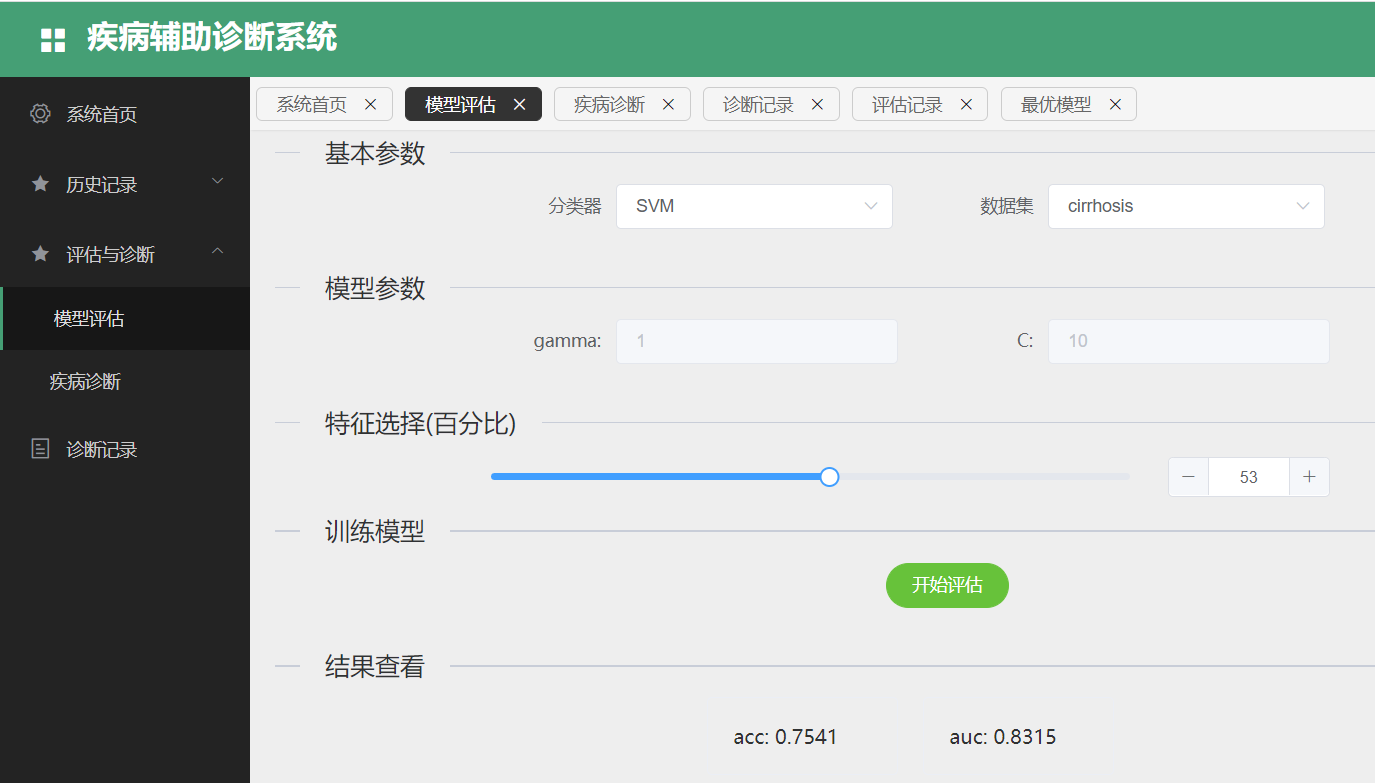 疾病辅助诊断系统
系统首页
历史记录
评估与诊断
模型评估
疾病诊断
诊断记录
系统首页 模型评估 疾病诊断 诊断记录 评估记录 最优模型
基本参数
分类器 SVM 数据集 cirrhosis
模型参数
gamma: 1 C: 10
特征选择(百分比)
53
训练模型
开始评估
结果查看
acc: 0.7541 auc: 0.8315